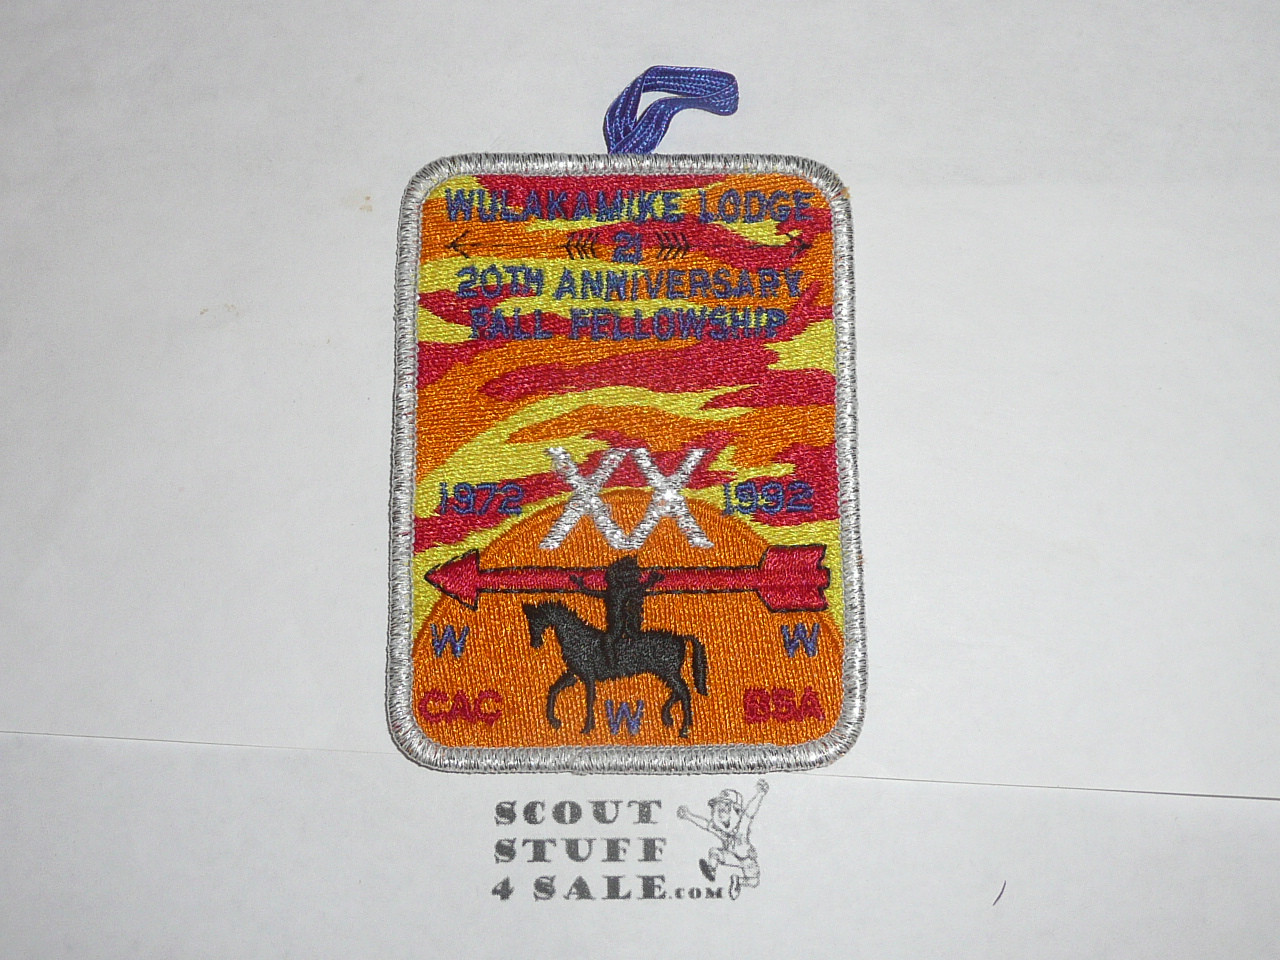 WULAKAMIKE LODGE
21
20TH ANNIVERSARY
FALL FELLOWSHIP
XX
1972 1992
W W
CAC W BSA
SCOUT
STUFF
4 SALE.COM